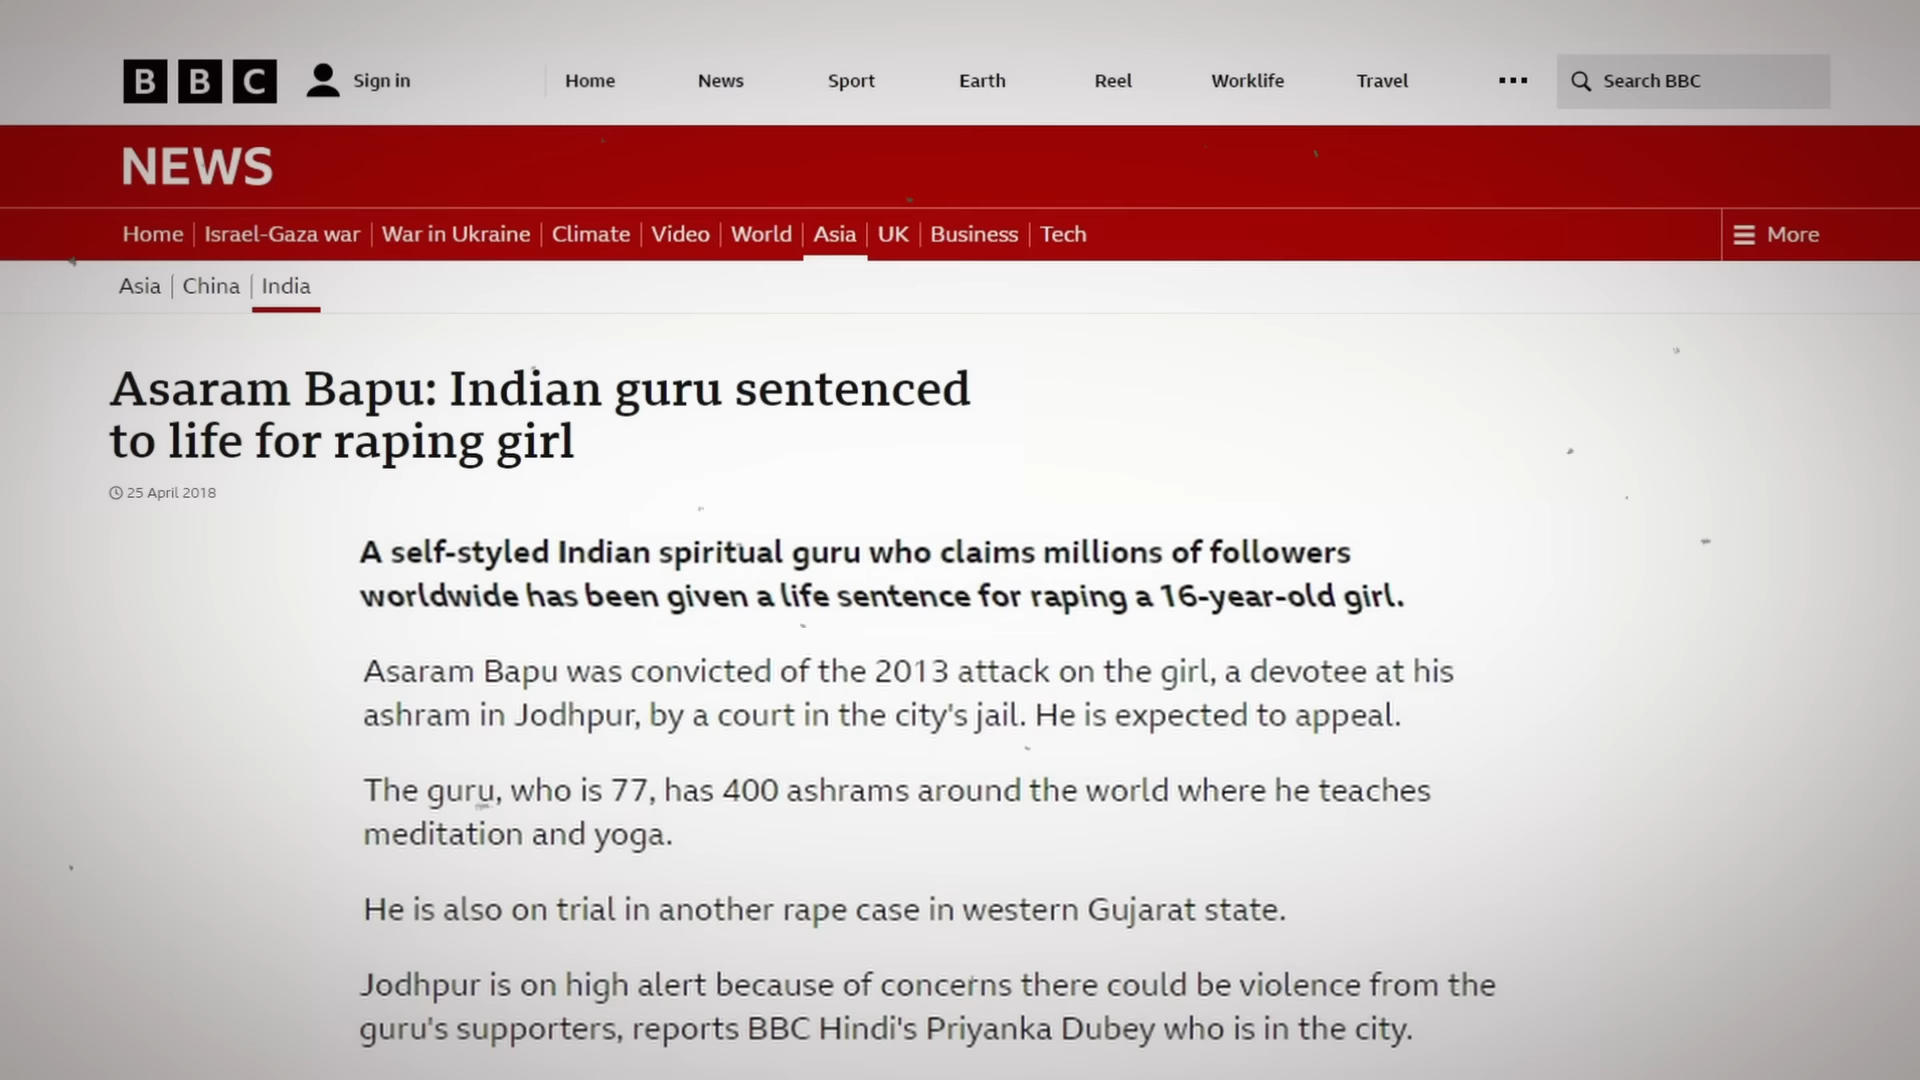 BBC Sign in Home News Sport Earth Reel Worklife Travel ... Search BBC
NEWS
Home Israel-Gaza war War in Ukraine Climate Video World Asia UK Business Tech More
Asia China India
Asaram Bapu: Indian guru sentenced
to life for raping girl
25 April 2018
A self-styled Indian spiritual guru who claims millions of followers
worldwide has been given a life sentence for raping a 16-year-old girl.
Asaram Bapu was convicted of the 2013 attack on the girl, a devotee at his
ashram in Jodhpur, by a court in the city's jail. He is expected to appeal.
The guru, who is 77, has 400 ashrams around the world where he teaches
meditation and yoga.
He is also on trial in another rape case in western Gujarat state.
Jodhpur is on high alert because of concerns there could be violence from the
guru's supporters, reports BBC Hindi's Priyanka Dubey who is in the city.